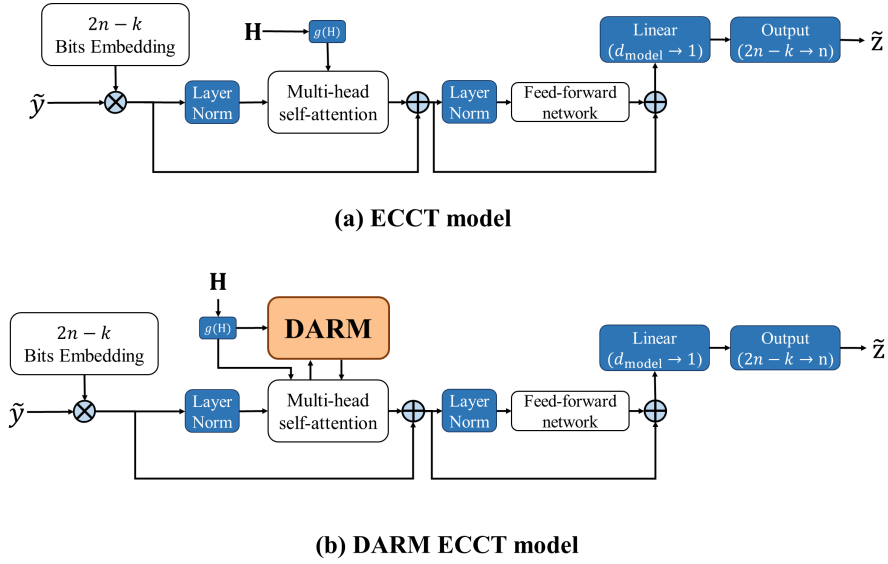 2n − k
Bits Embedding
H
g(H)
ỹ
Layer
Norm
Multi-head
self-attention
Layer
Norm
Feed-forward
network
Linear
(d_model → 1)
Output
(2n − k → n)
z̃
(a) ECCT model
H
g(H)
DARM
2n − k
Bits Embedding
ỹ
Layer
Norm
Multi-head
self-attention
Layer
Norm
Feed-forward
network
Linear
(d_model → 1)
Output
(2n − k → n)
z̃
(b) DARM ECCT model